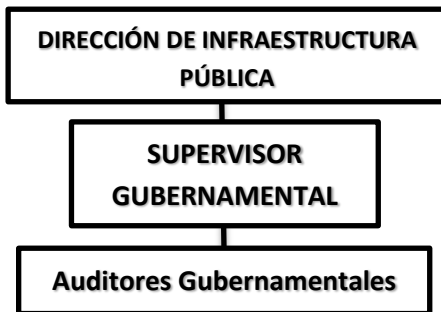 DIRECCIÓN DE INFRAESTRUCTURA
PÚBLICA
SUPERVISOR
GUBERNAMENTAL
Auditores Gubernamentales